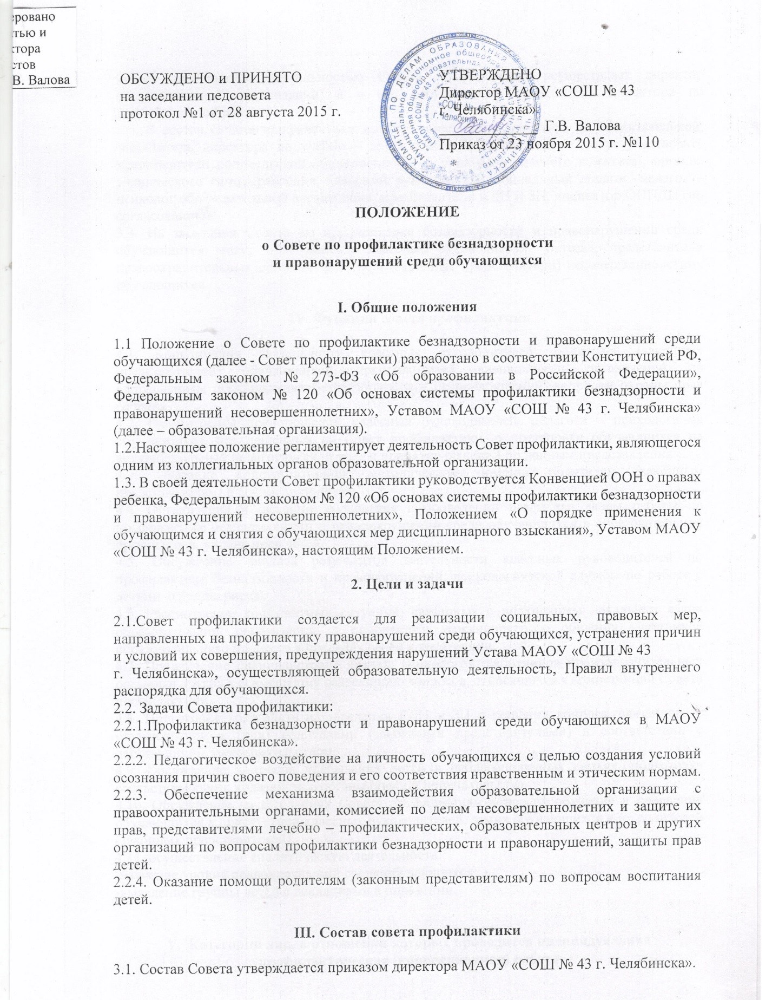 тью и
В. Валова
ОБСУЖДЕНО и ПРИНЯТО
на заседании педсовета
протокол №1 от 28 августа 2015 г.
УТВЕРЖДЕНО
Директор МАОУ «СОШ № 43
г. Челябинска»
Г.В. Валова
Приказ от 23 ноября 2015 г. №110
КОМИТЕТ ПО ДЕЛАМ ОБРАЗОВАНИЯ
ПОЛОЖЕНИЕ
о Совете по профилактике безнадзорности
и правонарушений среди обучающихся
I. Общие положения
1.1 Положение о Совете по профилактике безнадзорности и правонарушений среди
обучающихся (далее - Совет профилактики) разработано в соответствии Конституцией РФ,
Федеральным законом № 273-ФЗ «Об образовании в Российской Федерации»,
Федеральным законом № 120 «Об основах системы профилактики безнадзорности и
правонарушений несовершеннолетних», Уставом МАОУ «СОШ № 43 г. Челябинска»
(далее – образовательная организация).
1.2.Настоящее положение регламентирует деятельность Совет профилактики, являющегося
одним из коллегиальных органов образовательной организации.
1.3. В своей деятельности Совет профилактики руководствуется Конвенцией ООН о правах
ребенка, Федеральным законом № 120 «Об основах системы профилактики безнадзорности
и правонарушений несовершеннолетних», Положением «О порядке применения к
обучающимся и снятия с обучающихся мер дисциплинарного взыскания», Уставом МАОУ
«СОШ № 43 г. Челябинска», настоящим Положением.
2. Цели и задачи
2.1.Совет профилактики создается для реализации социальных, правовых мер,
направленных на профилактику правонарушений среди обучающихся, устранения причин
и условий их совершения, предупреждения нарушений Устава МАОУ «СОШ № 43
г. Челябинска», осуществляющей образовательную деятельность, Правил внутреннего
распорядка для обучающихся.
2.2. Задачи Совета профилактики:
2.2.1.Профилактика безнадзорности и правонарушений среди обучающихся в МАОУ
«СОШ № 43 г. Челябинска».
2.2.2. Педагогическое воздействие на личность обучающихся с целью создания условий
осознания причин своего поведения и его соответствия нравственным и этическим нормам.
2.2.3. Обеспечение механизма взаимодействия образовательной организации с
правоохранительными органами, комиссией по делам несовершеннолетних и защите их
прав, представителями лечебно – профилактических, образовательных центров и других
организаций по вопросам профилактики безнадзорности и правонарушений, защиты прав
детей.
2.2.4. Оказание помощи родителям (законным представителям) по вопросам воспитания
детей.
III. Состав совета профилактики
3.1. Состав Совета утверждается приказом директора МАОУ «СОШ № 43 г. Челябинска».